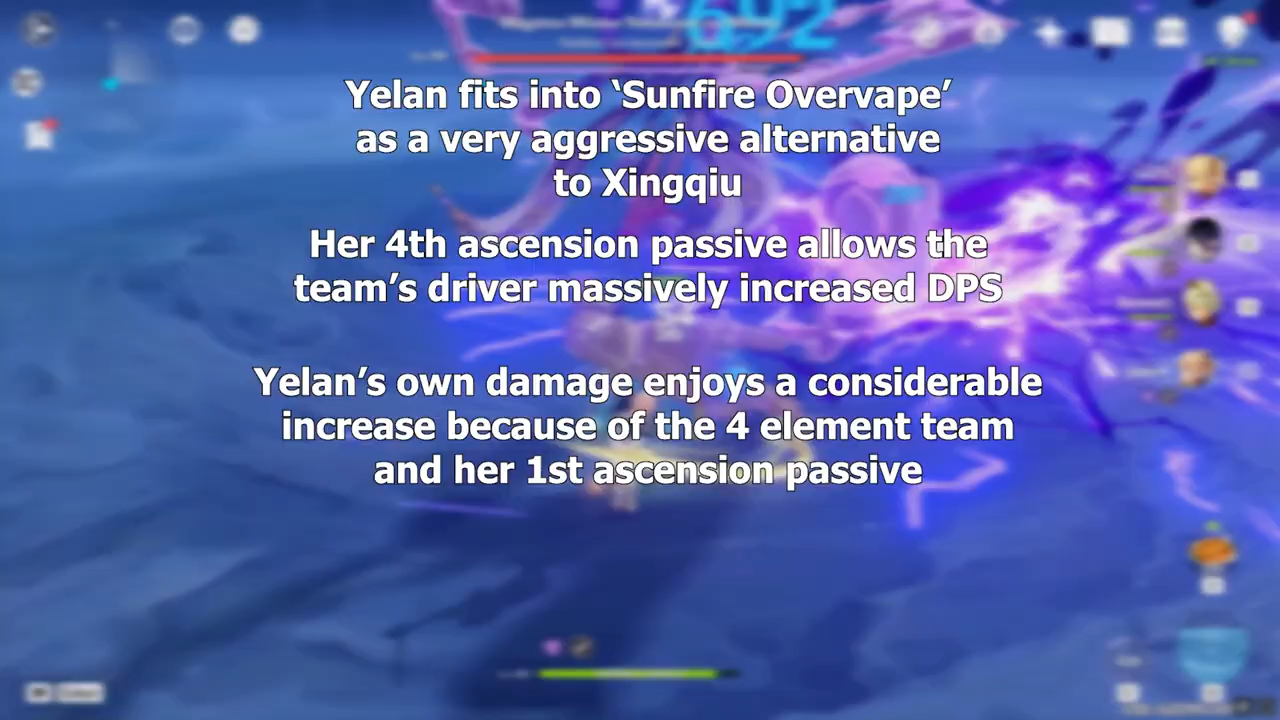 692
Yelan fits into ‘Sunfire Overvape’
as a very aggressive alternative
to Xingqiu
Her 4th ascension passive allows the
team’s driver massively increased DPS
Yelan’s own damage enjoys a considerable
increase because of the 4 element team
and her 1st ascension passive